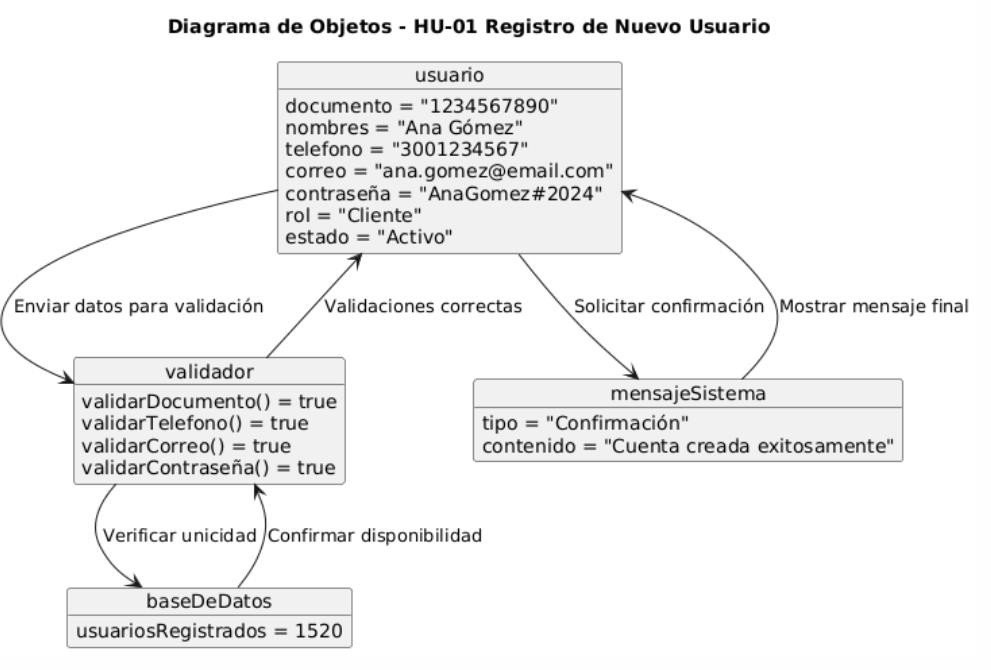 Diagrama de Objetos - HU-01 Registro de Nuevo Usuario
usuario
documento = "1234567890"
nombres = "Ana Gómez"
telefono = "3001234567"
correo = "ana.gomez@email.com"
contraseña = "AnaGomez#2024"
rol = "Cliente"
estado = "Activo"
Enviar datos para validación
Validaciones correctas
Solicitar confirmación
Mostrar mensaje final
validador
validarDocumento() = true
validarTelefono() = true
validarCorreo() = true
validarContraseña() = true
mensajeSistema
tipo = "Confirmación"
contenido = "Cuenta creada exitosamente"
Verificar unicidad
Confirmar disponibilidad
baseDeDatos
usuariosRegistrados = 1520